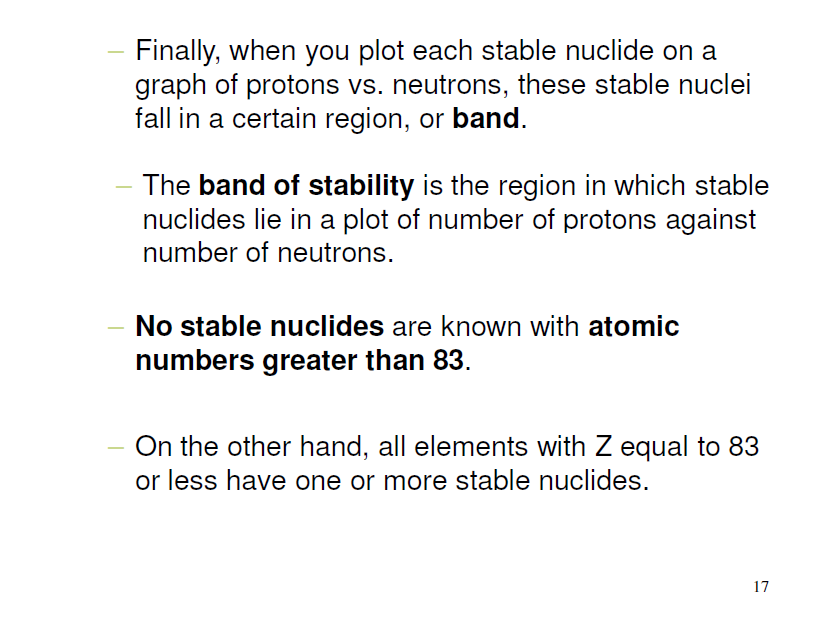 – Finally, when you plot each stable nuclide on a
graph of protons vs. neutrons, these stable nuclei
fall in a certain region, or band.
– The band of stability is the region in which stable
nuclides lie in a plot of number of protons against
number of neutrons.
– No stable nuclides are known with atomic
numbers greater than 83.
– On the other hand, all elements with Z equal to 83
or less have one or more stable nuclides.
17